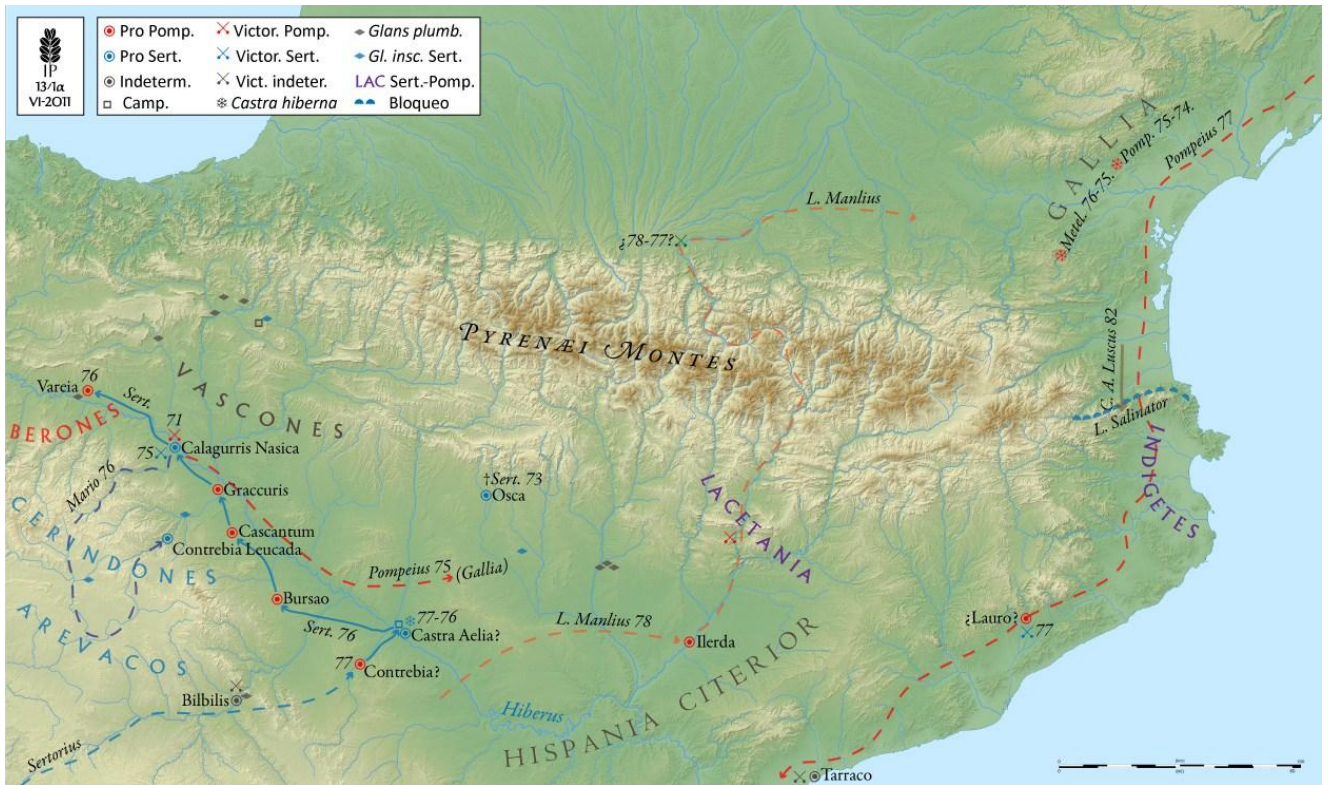 IP
13/1α
VI-2011
Pro Pomp.
Pro Sert.
Indeterm.
Camp.
Victor. Pomp.
Victor. Sert.
Vict. indeter.
Castra hiberna
Glans plumb.
Gl. insc. Sert.
LAC Sert.-Pomp.
Bloqueo
GALLIA
Pomp. 75-74.
Metel. 76-75.
Pompeius 77
L. Manlius
¿78-77?
PYRENÆI MONTES
C. A. Luscus 82
L. Salinator
INDIGETES
Vareia
76
Sert.
VASCONES
BERONES
71
75
Calagurris Nasica
Mario 76
Graccuris
†Sert. 73
Osca
LACETANIA
Cascantum
CERINDONES
Contrebia Leucada
Pompeius 75
(Gallia)
AREVACOS
Bursao
Sert. 76
77-76
Castra Aelia?
L. Manlius 78
Ilerda
¿Lauro?
77
77
Contrebia?
Bilbilis
Hiberus
HISPANIA CITERIOR
Sertorius
Tarraco